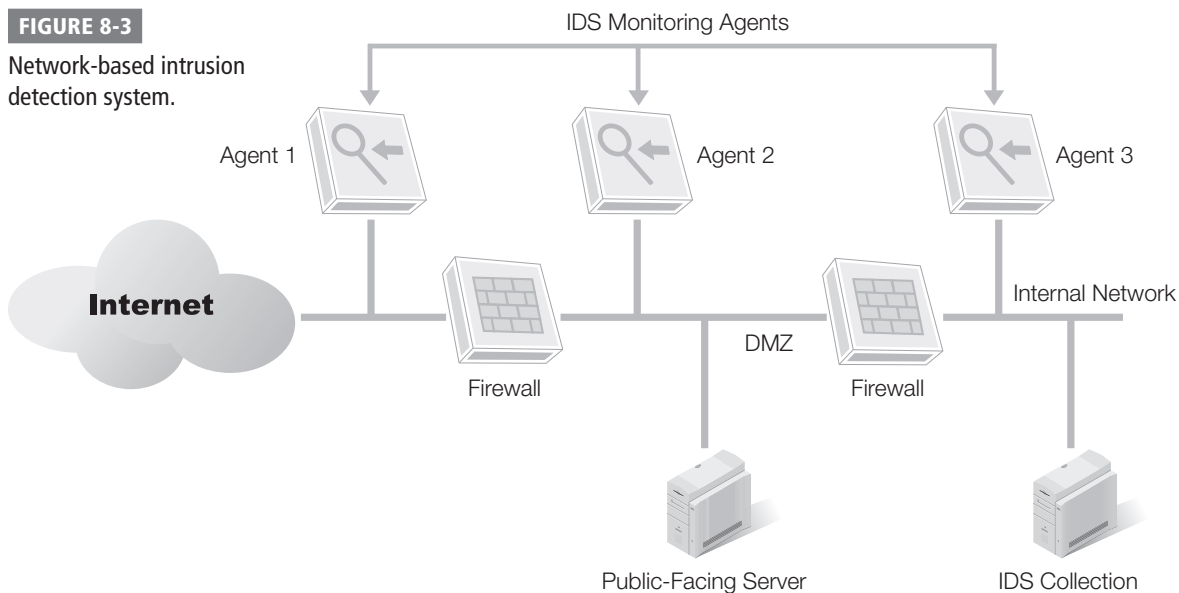 FIGURE 8-3
Network-based intrusion
detection system.
IDS Monitoring Agents
Agent 1
Agent 2
Agent 3
Internet
Internal Network
DMZ
Firewall
Firewall
Public-Facing Server
IDS Collection